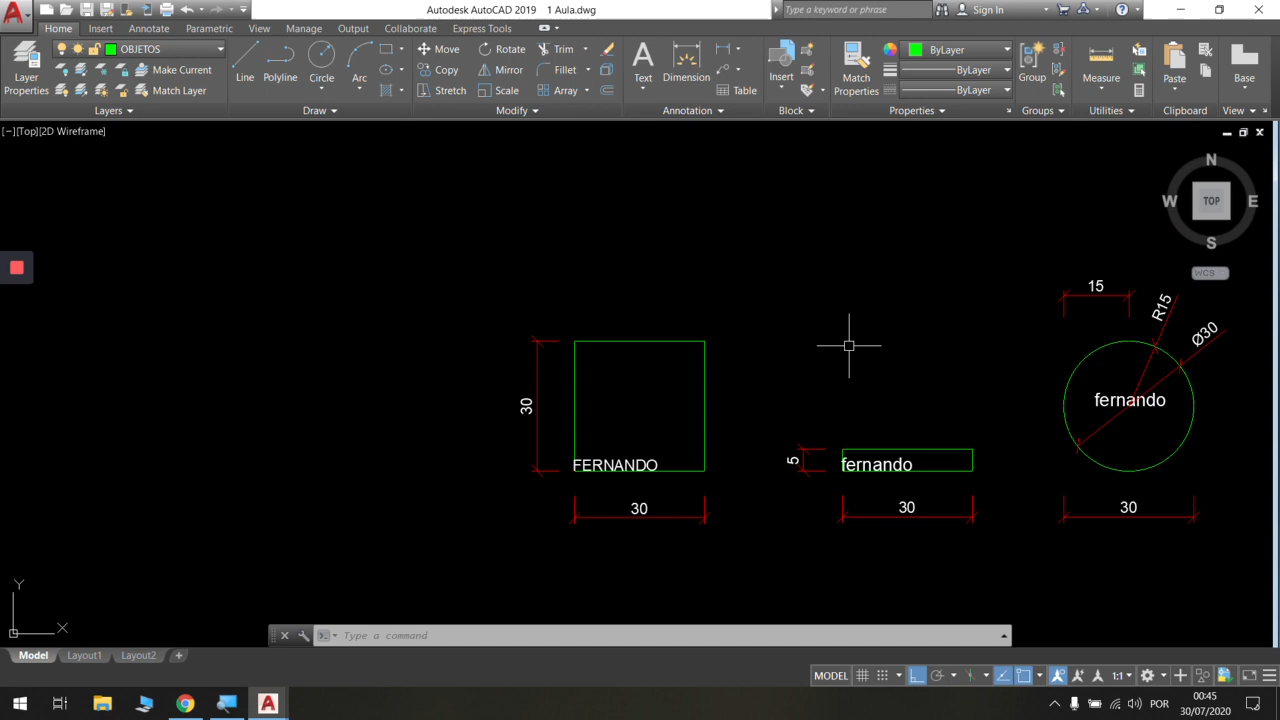 Autodesk AutoCAD 2019 1 Aula.dwg
Type a keyword or phrase
Sign In
Home Insert Annotate Parametric View Manage Output Collaborate Express Tools
Layer
Properties
OBJETOS
Make Current
Match Layer
Layers
Line
Polyline
Circle
Arc
Draw
Move
Rotate
Trim
Copy
Mirror
Fillet
Stretch
Scale
Array
Modify
Text
Dimension
Table
Annotation
Insert
Block
Match
Properties
ByLayer
ByLayer
ByLayer
Properties
Group
Groups
Measure
Utilities
Paste
Clipboard
Base
View
[−][Top][2D Wireframe]
N
W
TOP
E
S
WCS
15
R15
Ø30
30
FERNANDO
30
5
fernando
30
fernando
30
Y
X
Type a command
Model Layout1 Layout2 +
MODEL
1:1
POR
00:45
30/07/2020